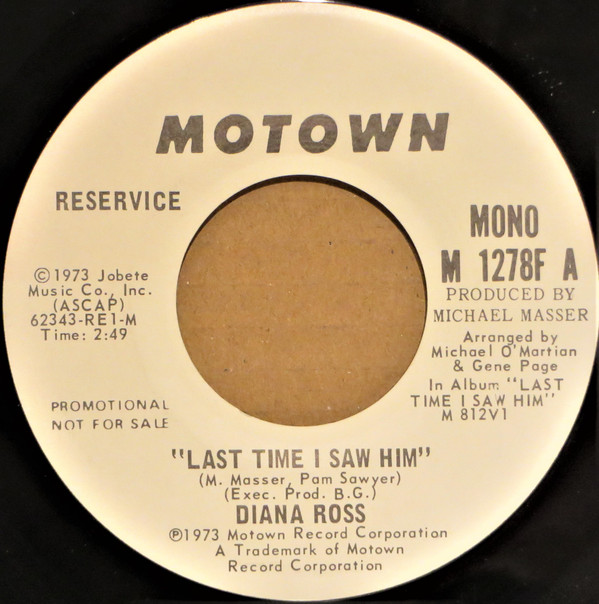 MOTOWN
RESERVICE
MONO
M 1278F A
PRODUCED BY
MICHAEL MASSER
Arranged by
Michael O'Martian
& Gene Page
In Album "LAST
TIME I SAW HIM"
M 812V1
© 1973 Jobete
Music Co., Inc.
(ASCAP)
62343-RE1-M
Time: 2:49
PROMOTIONAL
NOT FOR SALE
"LAST TIME I SAW HIM"
(M. Masser, Pam Sawyer)
(Exec. Prod. B.G.)
DIANA ROSS
℗1973 Motown Record Corporation
A Trademark of Motown
Record Corporation